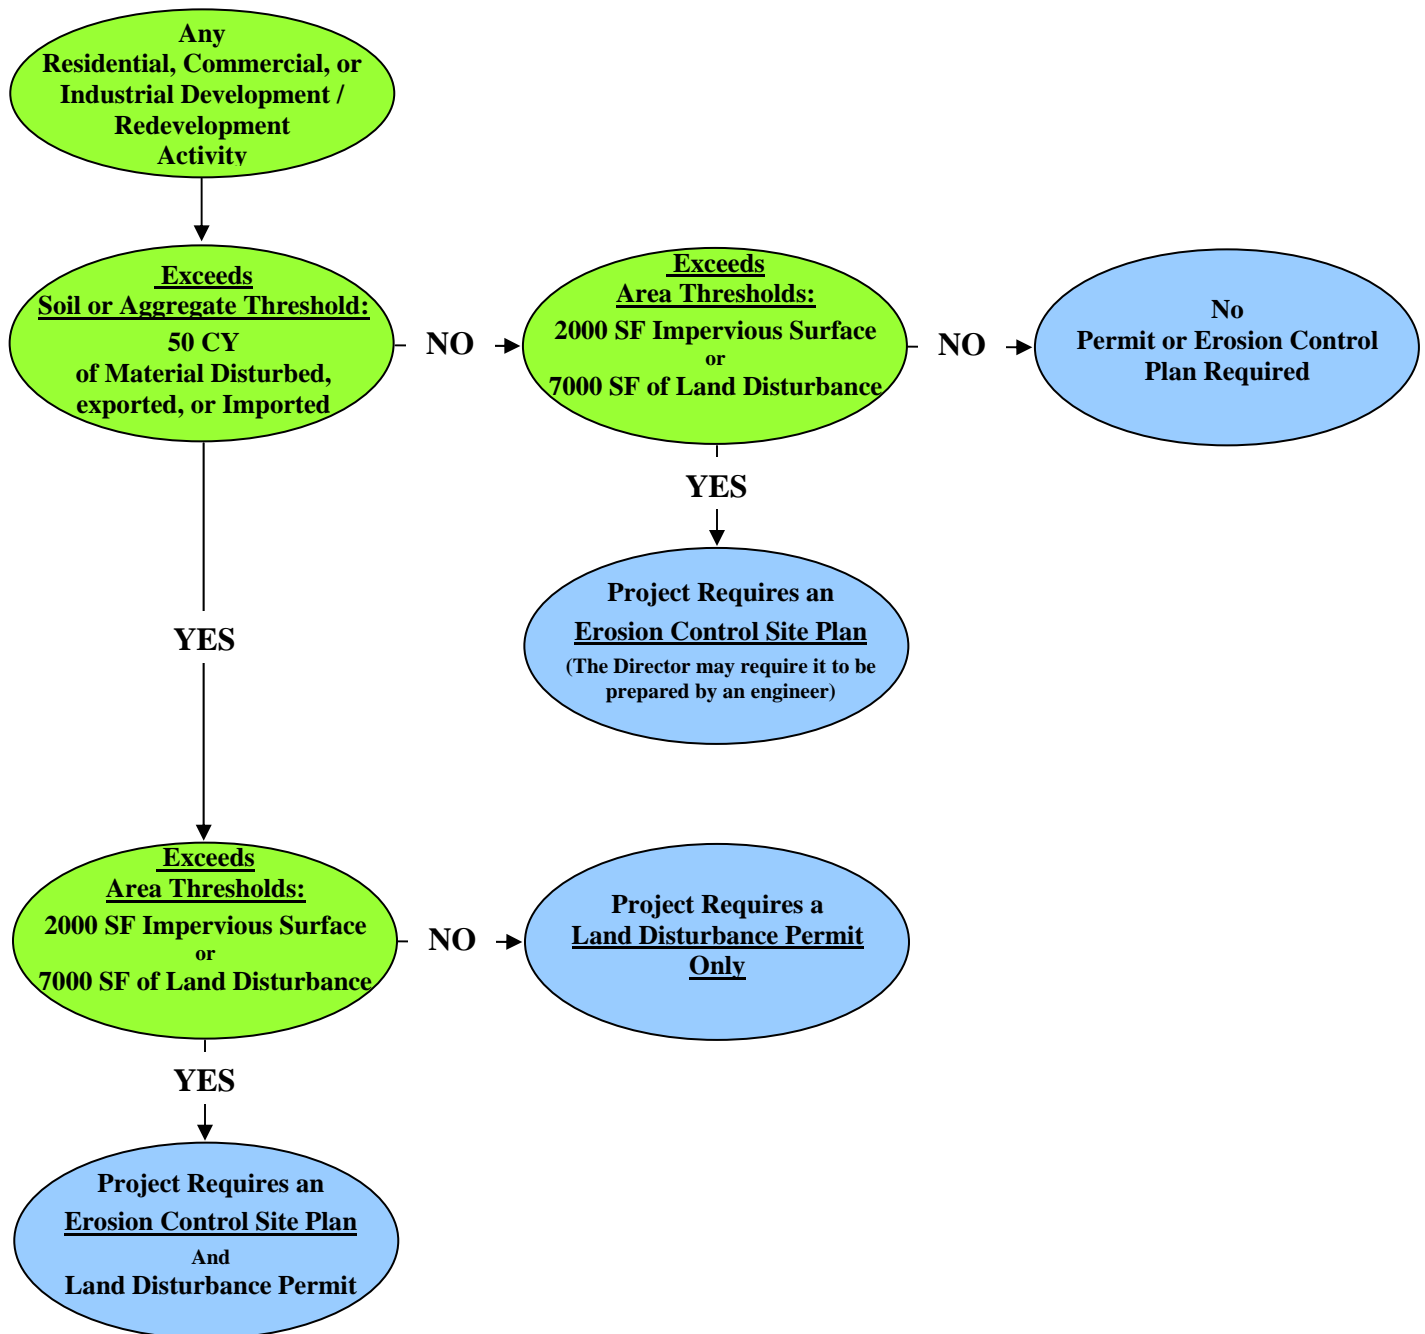 Any
Residential, Commercial, or
Industrial Development /
Redevelopment
Activity
Exceeds
Soil or Aggregate Threshold:
50 CY
of Material Disturbed,
exported, or Imported
NO
Exceeds
Area Thresholds:
2000 SF Impervious Surface
or
7000 SF of Land Disturbance
NO
No
Permit or Erosion Control
Plan Required
YES
Project Requires an
Erosion Control Site Plan
(The Director may require it to be
prepared by an engineer)
YES
Exceeds
Area Thresholds:
2000 SF Impervious Surface
or
7000 SF of Land Disturbance
NO
Project Requires a
Land Disturbance Permit
Only
YES
Project Requires an
Erosion Control Site Plan
And
Land Disturbance Permit